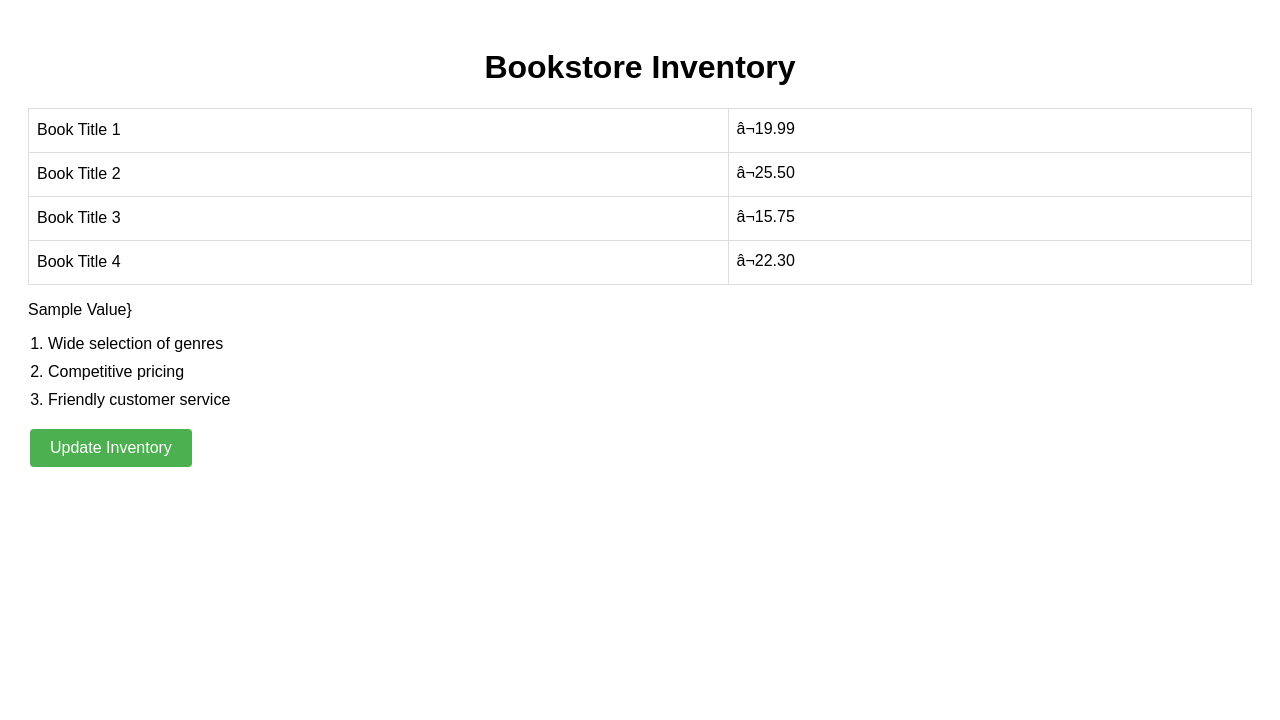 Bookstore Inventory
Book Title 1 â¬19.99
Book Title 2 â¬25.50
Book Title 3 â¬15.75
Book Title 4 â¬22.30
Sample Value}
1. Wide selection of genres
2. Competitive pricing
3. Friendly customer service
Update Inventory